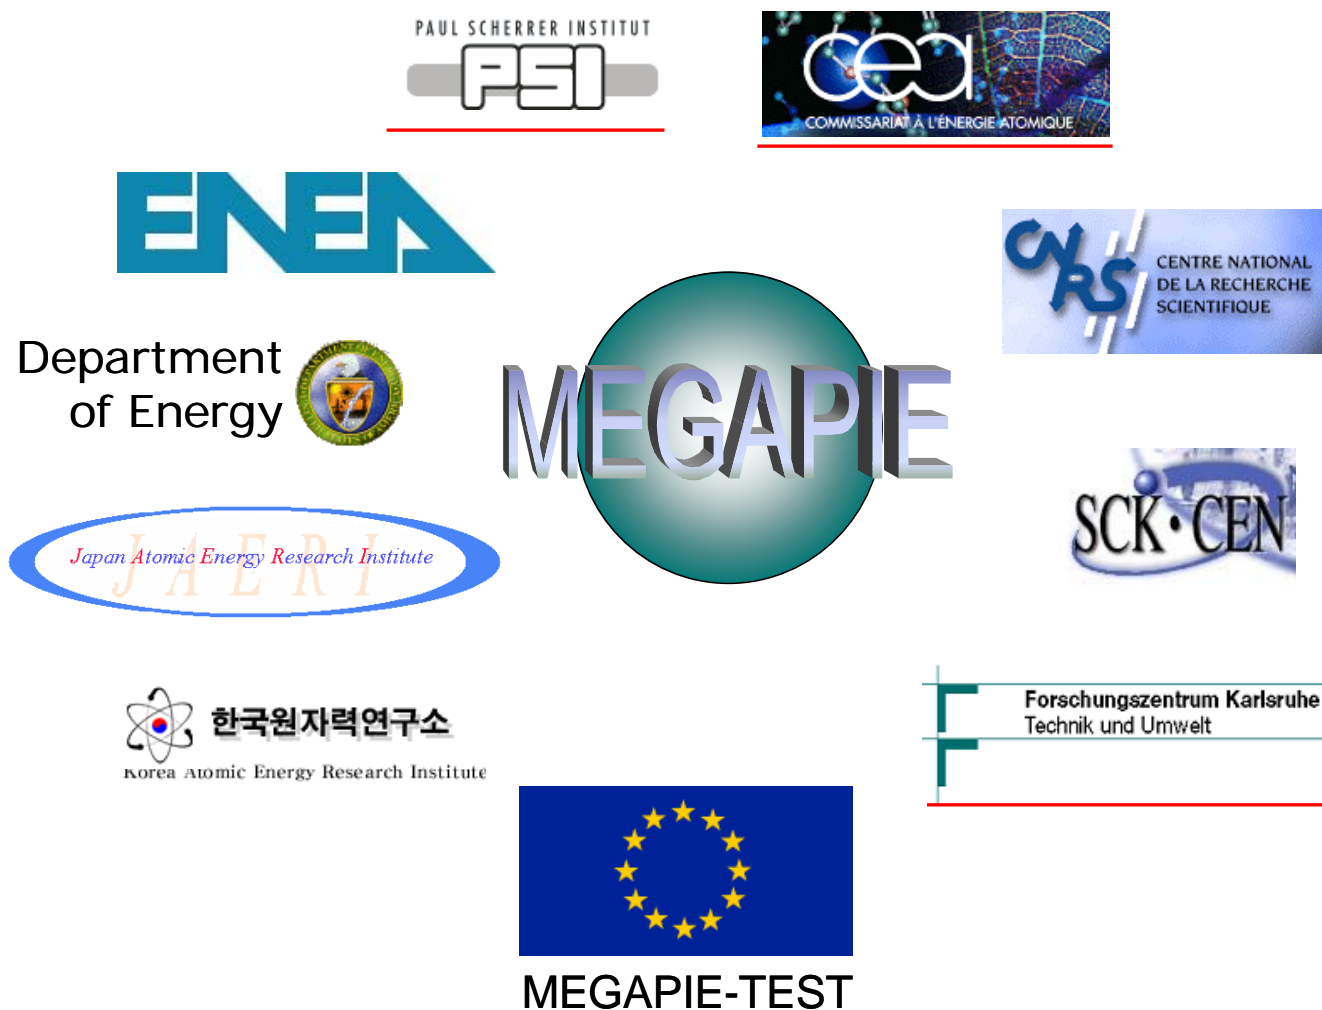 PAUL SCHERRER INSTITUT
PSI
cea
COMMISSARIAT À L'ÉNERGIE ATOMIQUE
ENEA
CNRS
CENTRE NATIONAL
DE LA RECHERCHE
SCIENTIFIQUE
Department
of Energy
MEGAPIE
SCK·CEN
JAERI
Japan Atomic Energy Research Institute
한국원자력연구소
Korea Atomic Energy Research Institute
Forschungszentrum Karlsruhe
Technik und Umwelt
MEGAPIE-TEST